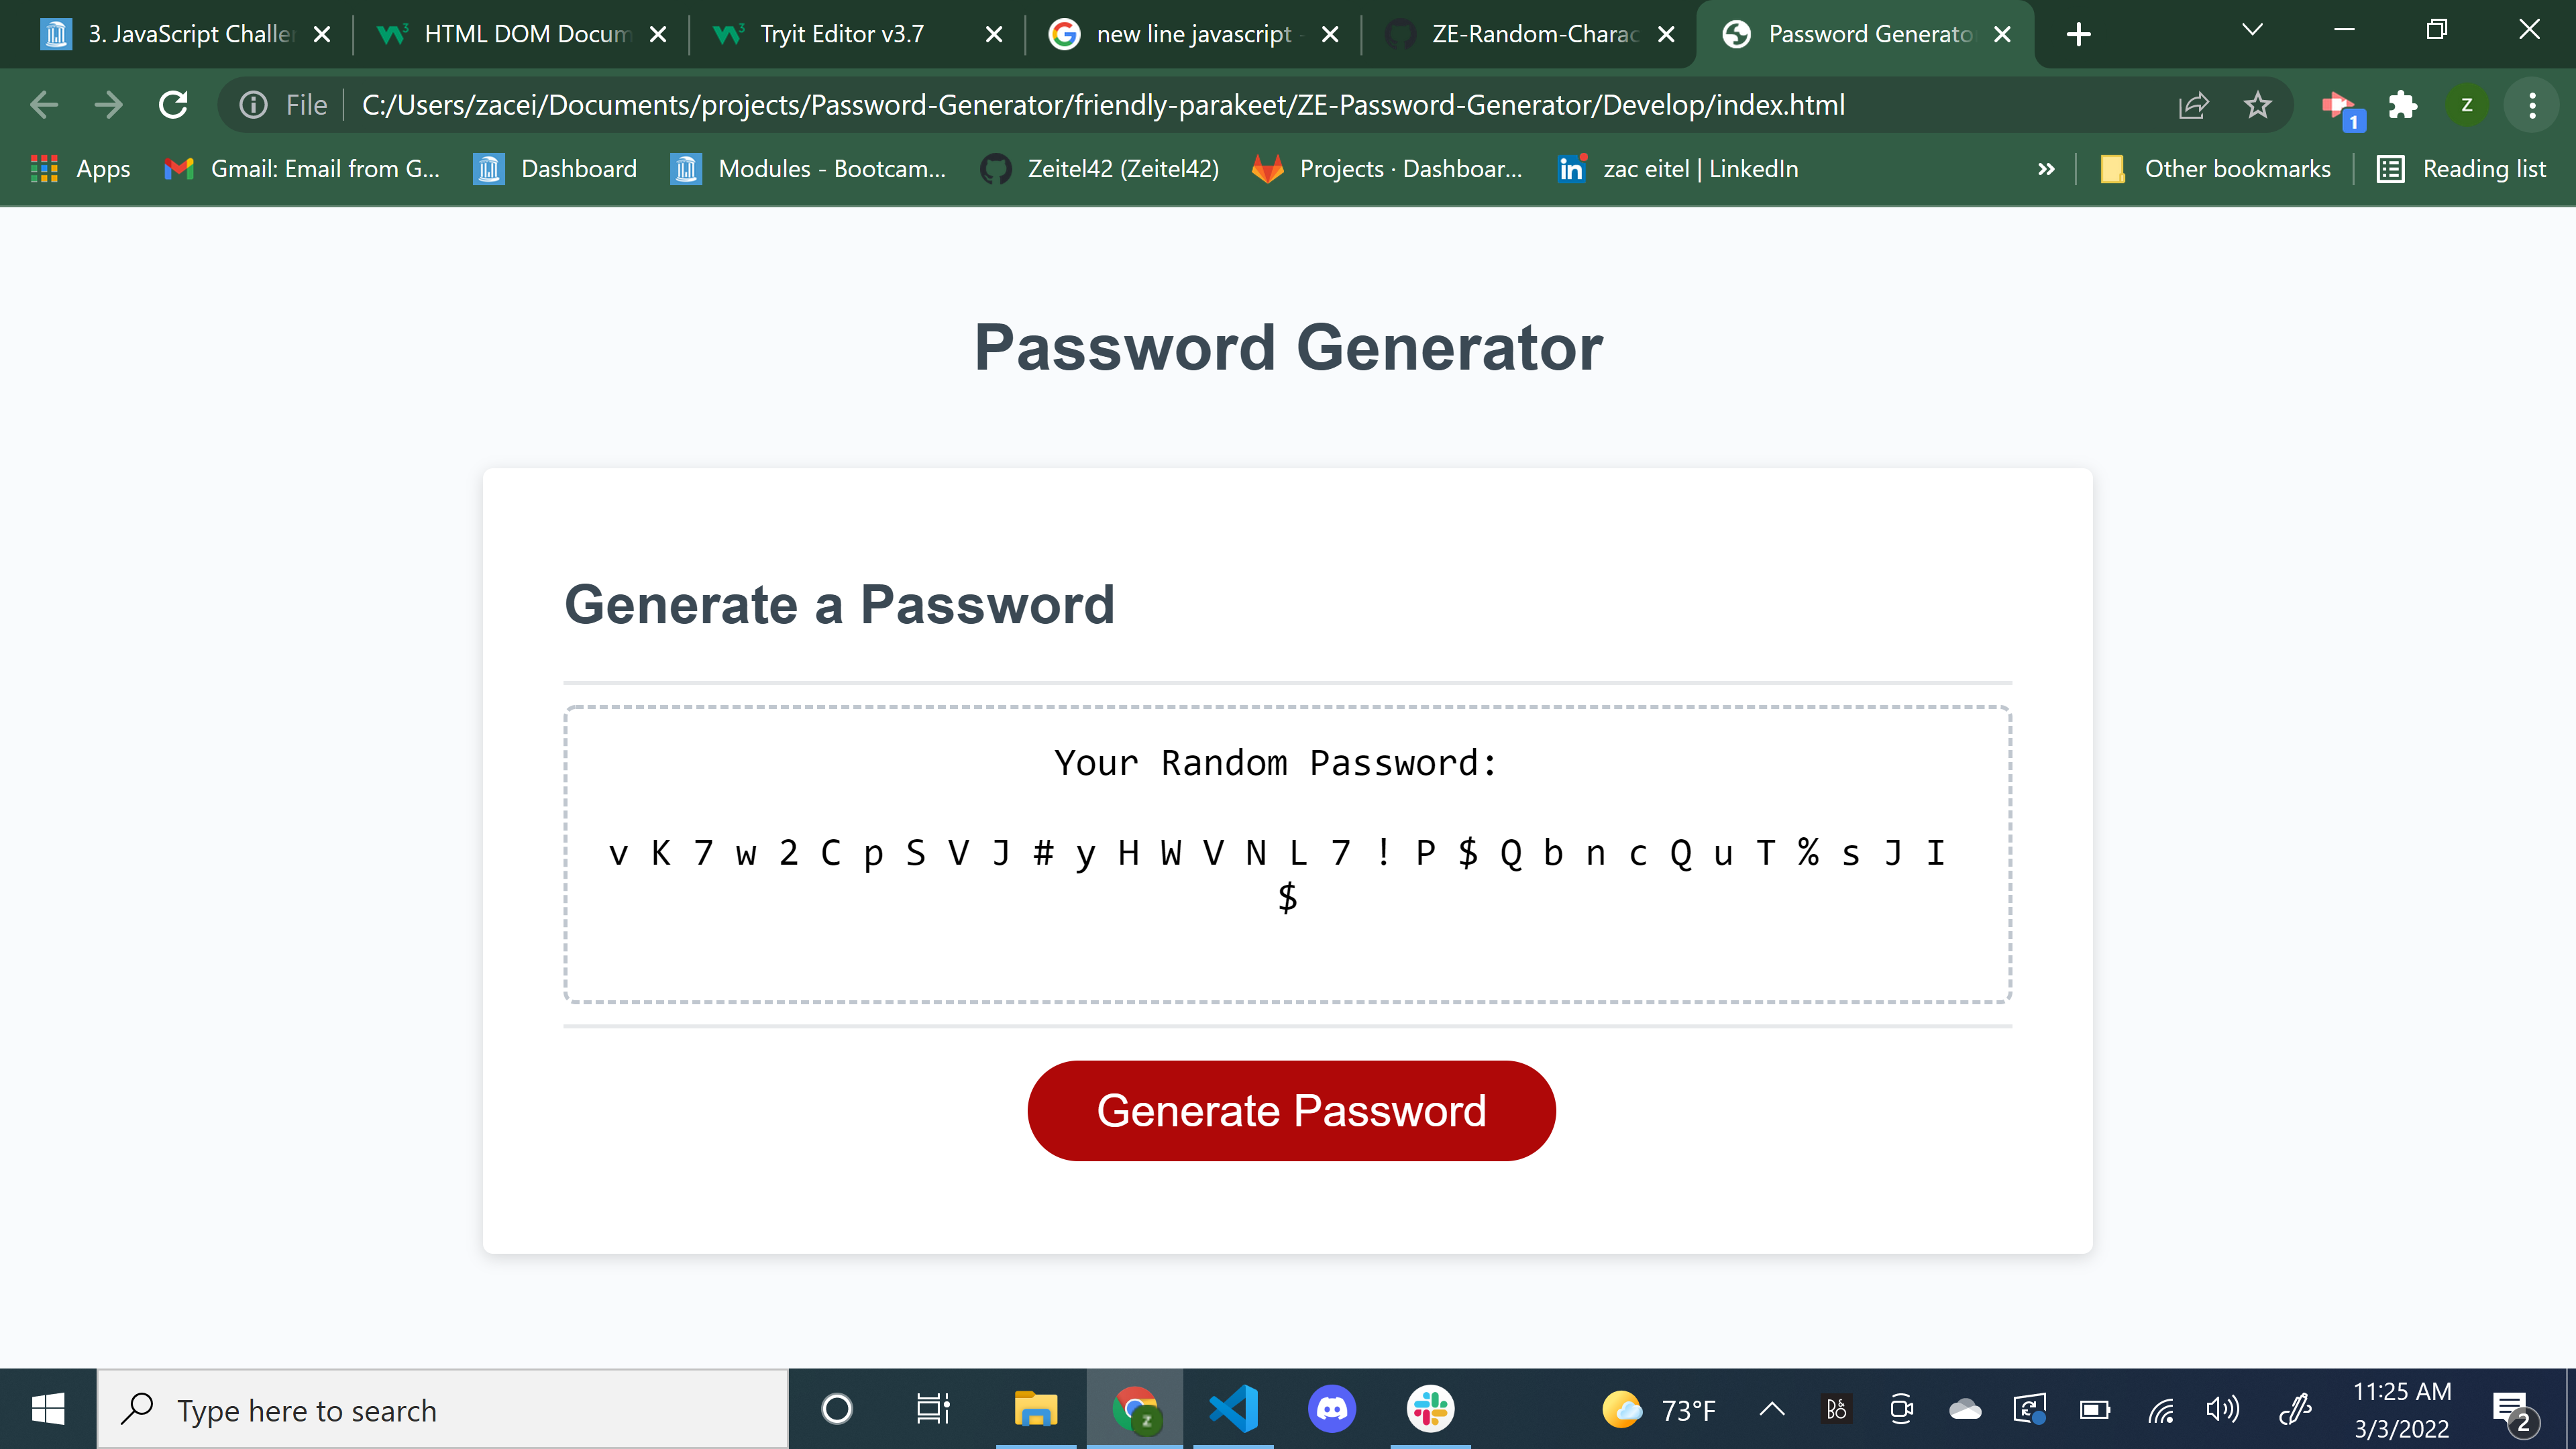 3. JavaScript Challe
HTML DOM Docum
Tryit Editor v3.7
new line javascript -
ZE-Random-Charac
Password Generato
File
C:/Users/zacei/Documents/projects/Password-Generator/friendly-parakeet/ZE-Password-Generator/Develop/index.html
1
z
Apps
Gmail: Email from G...
Dashboard
Modules - Bootcam...
Zeitel42 (Zeitel42)
Projects · Dashboar...
in
zac eitel | LinkedIn
»
Other bookmarks
Reading list
Password Generator
Generate a Password
Your Random Password:
v K 7 w 2 C p S V J # y H W V N L 7 ! P $ Q b n c Q u T % s J I
$
Generate Password
Type here to search
z
73°F
B&O
11:25 AM
3/3/2022
2